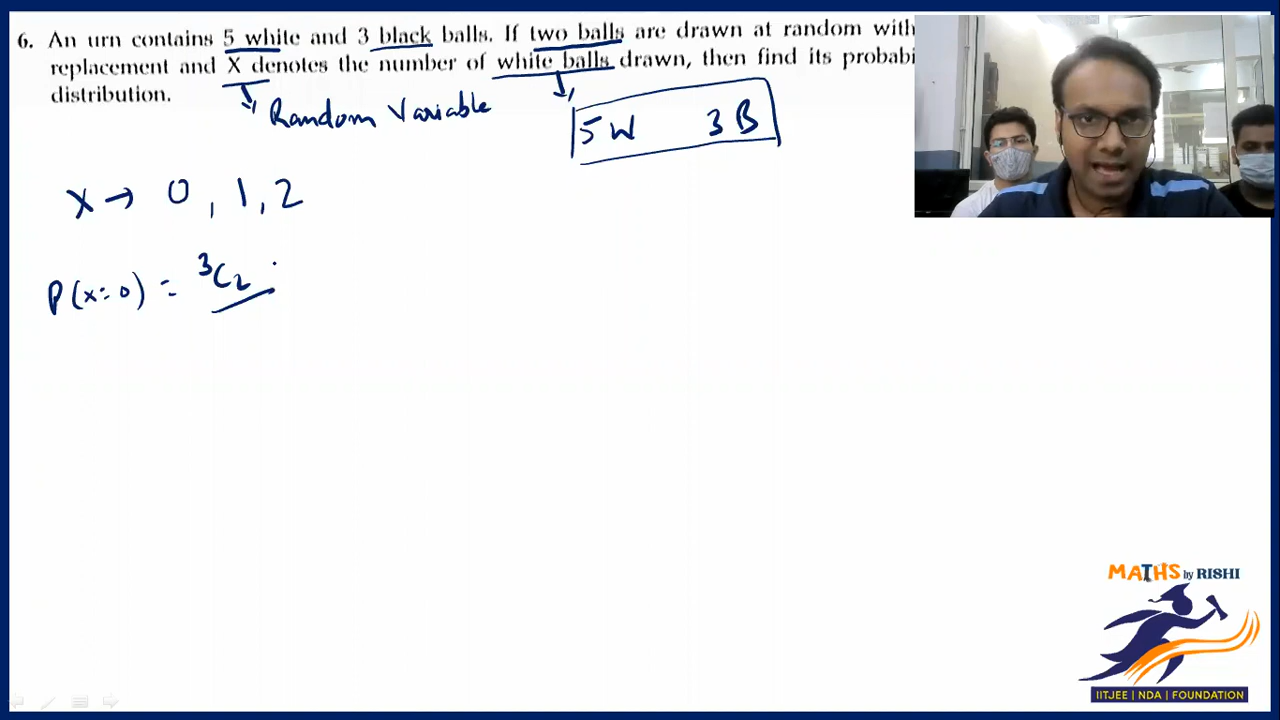 6. An urn contains 5 white and 3 black balls. If two balls are drawn at random with
replacement and X denotes the number of white balls drawn, then find its probabi
distribution.
Random Variable
5 W 3 B
X → 0, 1, 2
P(x=0) = ³C₂
MATHS by RISHI
IITJEE | NDA | FOUNDATION